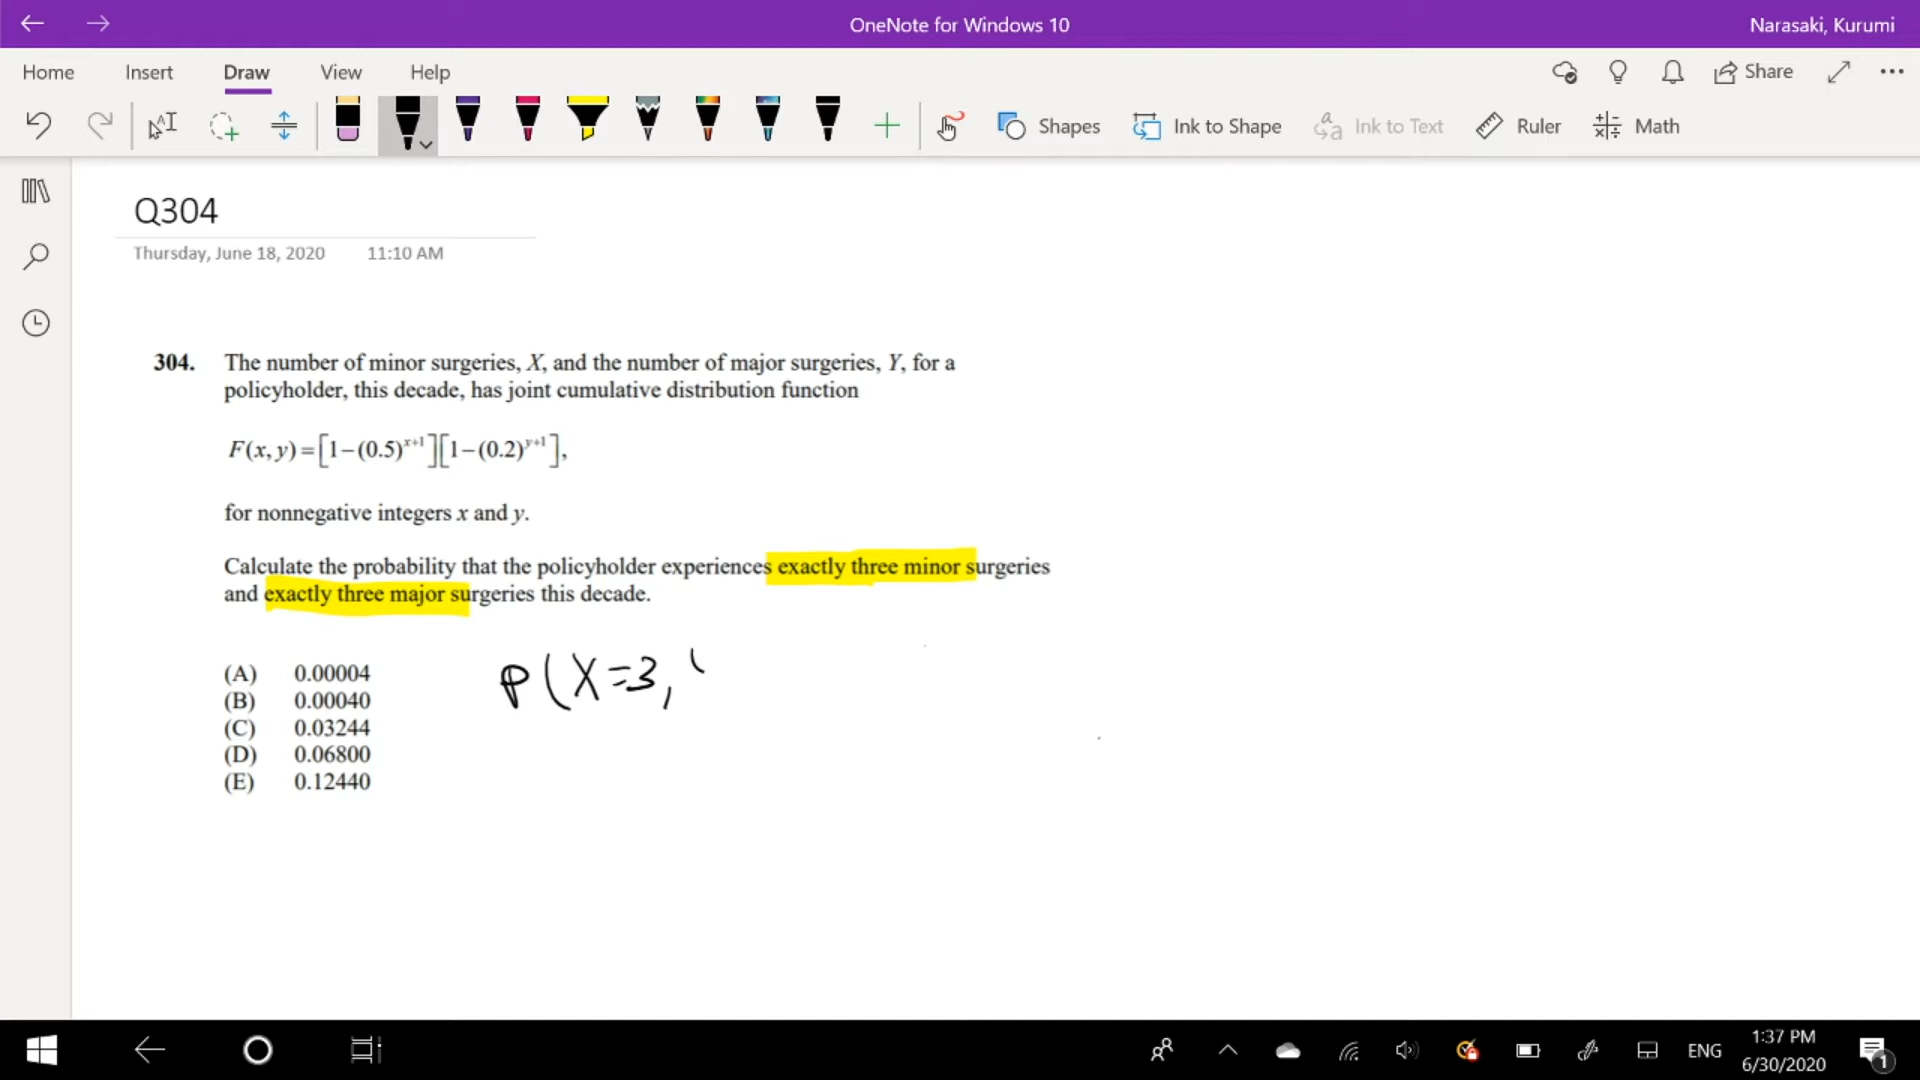 OneNote for Windows 10
Narasaki, Kurumi
Home Insert Draw View Help
Share
Shapes Ink to Shape Ink to Text Ruler Math
Q304
Thursday, June 18, 2020 11:10 AM
304. The number of minor surgeries, X, and the number of major surgeries, Y, for a
policyholder, this decade, has joint cumulative distribution function
F(x, y) = [1−(0.5)^{x+1}][1−(0.2)^{y+1}],
for nonnegative integers x and y.
Calculate the probability that the policyholder experiences exactly three minor surgeries
and exactly three major surgeries this decade.
(A) 0.00004
(B) 0.00040
(C) 0.03244
(D) 0.06800
(E) 0.12440
P(X=3,
ENG
1:37 PM
6/30/2020
1